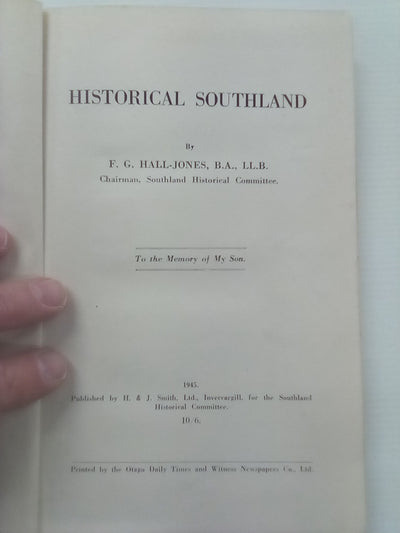 HISTORICAL SOUTHLAND
By
F. G. HALL-JONES, B.A., LL.B.
Chairman, Southland Historical Committee.
To the Memory of My Son.
1945.
Published by H. & J. Smith, Ltd., Invercargill, for the Southland
Historical Committee.
10/6.
Printed by the Otago Daily Times and Witness Newspapers Co., Ltd.